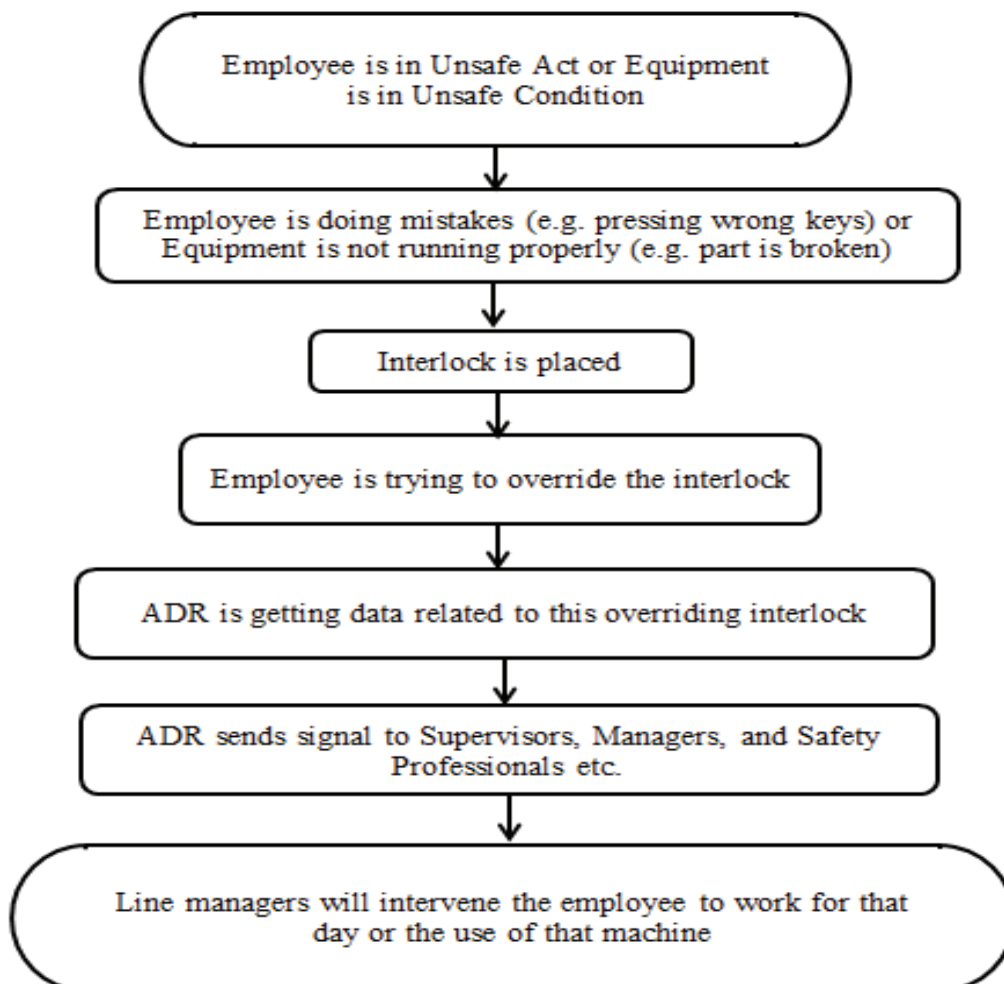 Employee is in Unsafe Act or Equipment
is in Unsafe Condition
Employee is doing mistakes (e.g. pressing wrong keys) or
Equipment is not running properly (e.g. part is broken)
Interlock is placed
Employee is trying to override the interlock
ADR is getting data related to this overriding interlock
ADR sends signal to Supervisors, Managers, and Safety
Professionals etc.
Line managers will intervene the employee to work for that
day or the use of that machine